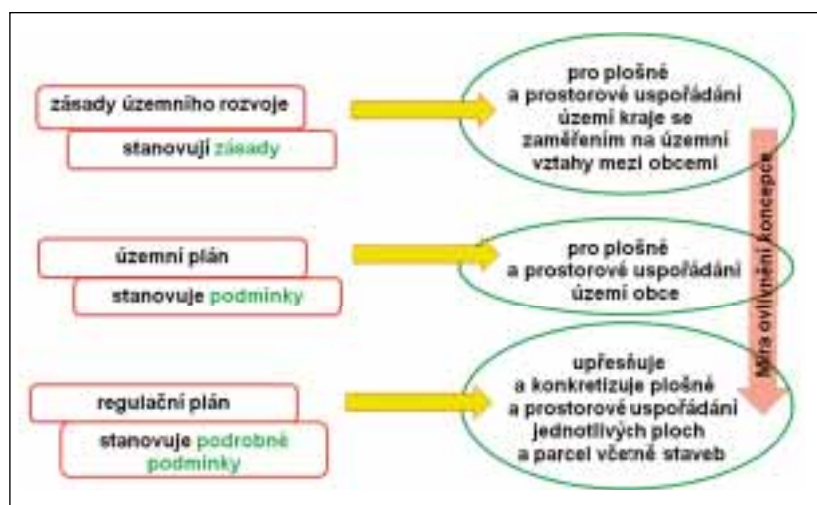 zásady územního rozvoje
stanovují zásady
pro plošné
a prostorové uspořádání
území kraje se
zaměřením na územní
vztahy mezi obcemi
územní plán
stanovuje podmínky
pro plošné
a prostorové uspořádání
území obce
regulační plán
stanovuje podrobné
podmínky
upřesňuje
a konkretizuje plošné
a prostorové uspořádání
jednotlivých ploch
a parcel včetně staveb
Míra ovlivnění koncepce